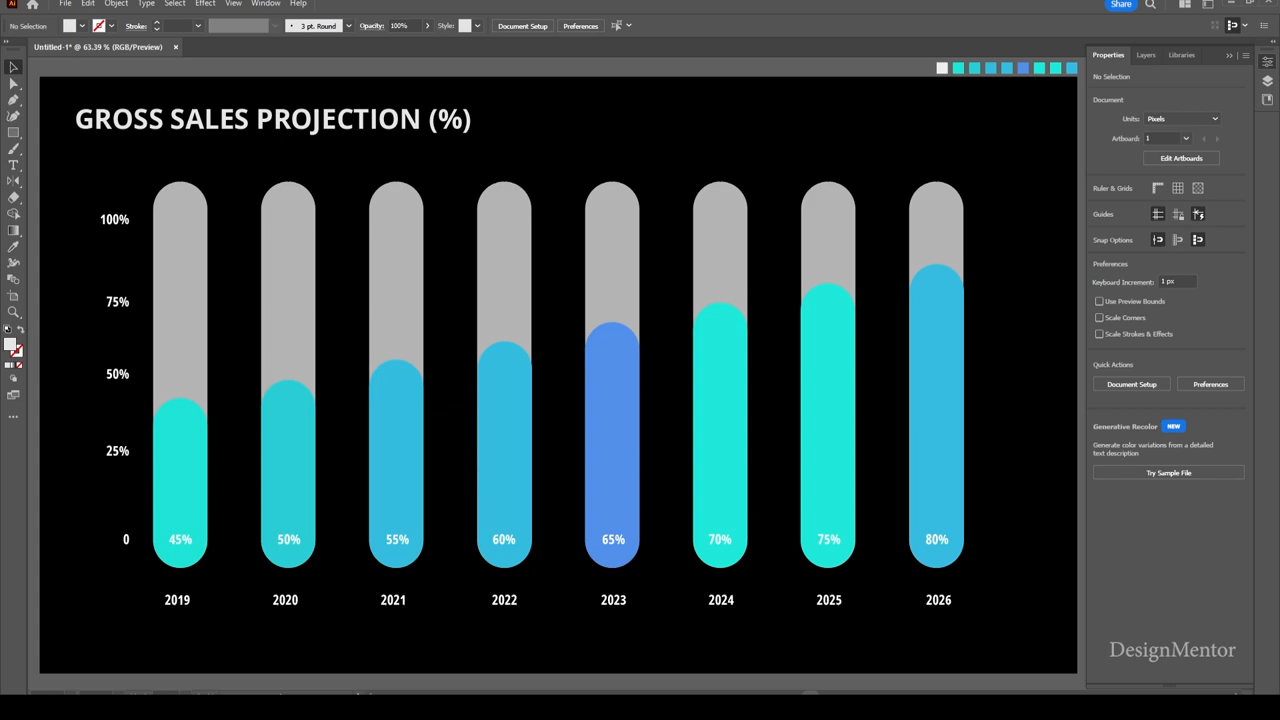 Ai File Edit Object Type Select Effect View Window Help Share
No Selection Stroke: 3 pt. Round Opacity: 100% Style: Document Setup Preferences
Untitled-1* @ 63.39 % (RGB/Preview) ×
GROSS SALES PROJECTION (%)
100%
75%
50%
25%
0
45% 50% 55% 60% 65% 70% 75% 80%
2019 2020 2021 2022 2023 2024 2025 2026
Properties Layers Libraries
No Selection
Document
Units: Pixels
Artboard: 1
Edit Artboards
Ruler & Grids
Guides
Snap Options
Preferences
Keyboard Increment: 1 px
Use Preview Bounds
Scale Corners
Scale Strokes & Effects
Quick Actions
Document Setup Preferences
Generative Recolor NEW
Generate color variations from a detailed
text description
Try Sample File
DesignMentor